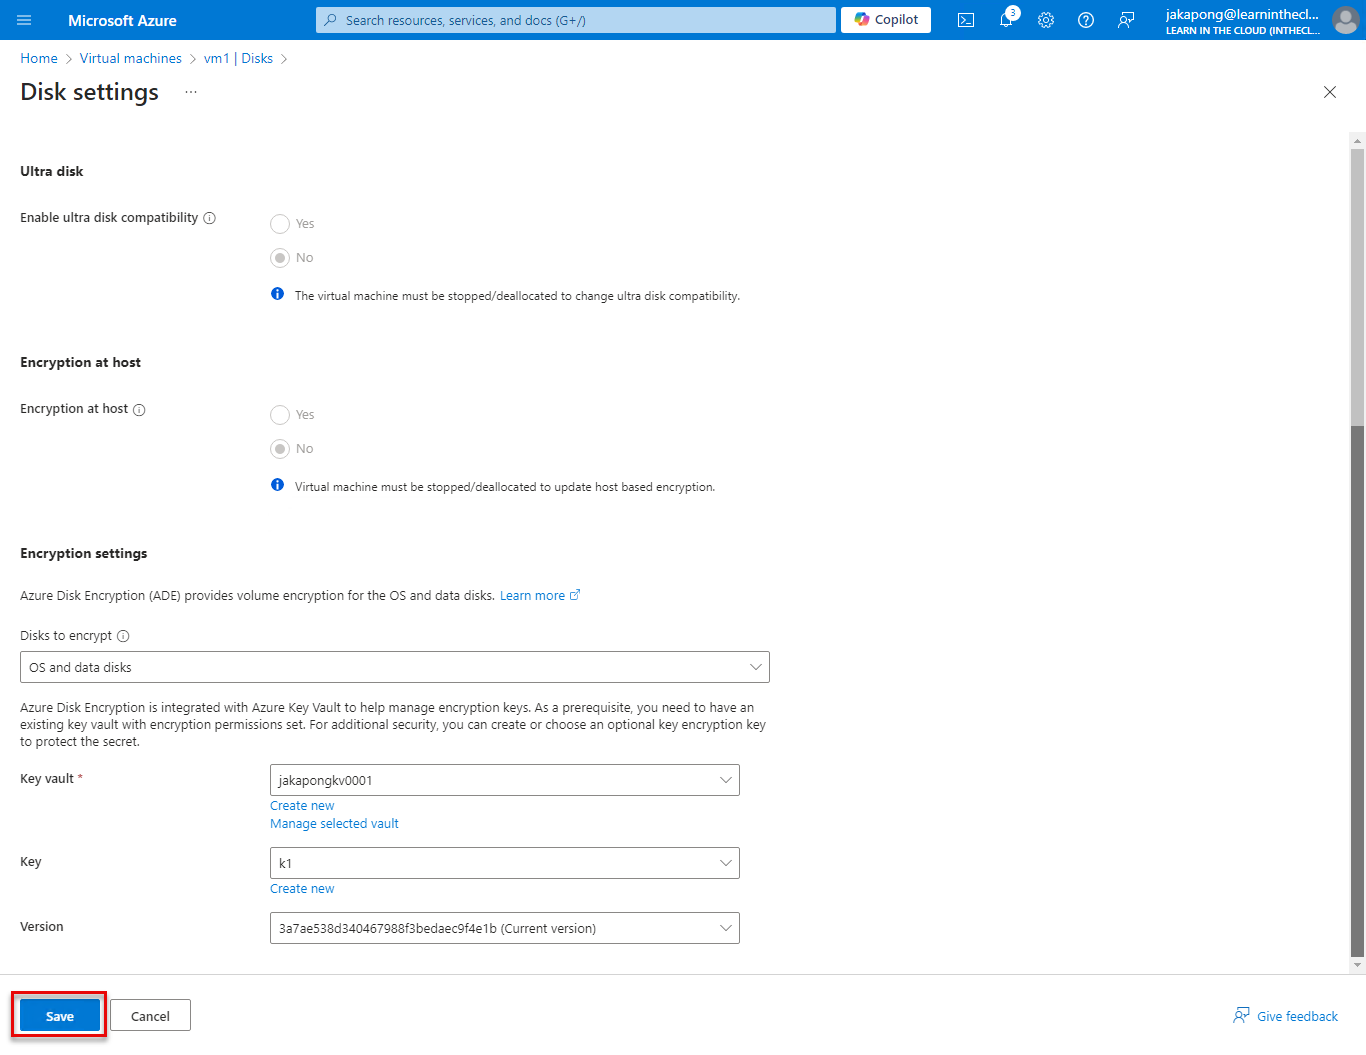 Microsoft Azure
Search resources, services, and docs (G+/)
Copilot
3
jakapong@learninthecl...
LEARN IN THE CLOUD (INTHECL...
Home > Virtual machines > vm1 | Disks >
Disk settings ...
Ultra disk
Enable ultra disk compatibility
Yes
No
The virtual machine must be stopped/deallocated to change ultra disk compatibility.
Encryption at host
Encryption at host
Yes
No
Virtual machine must be stopped/deallocated to update host based encryption.
Encryption settings
Azure Disk Encryption (ADE) provides volume encryption for the OS and data disks. Learn more
Disks to encrypt
OS and data disks
Azure Disk Encryption is integrated with Azure Key Vault to help manage encryption keys. As a prerequisite, you need to have an
existing key vault with encryption permissions set. For additional security, you can create or choose an optional key encryption key
to protect the secret.
Key vault *
jakapongkv0001
Create new
Manage selected vault
Key
k1
Create new
Version
3a7ae538d340467988f3bedaec9f4e1b (Current version)
Save
Cancel
Give feedback